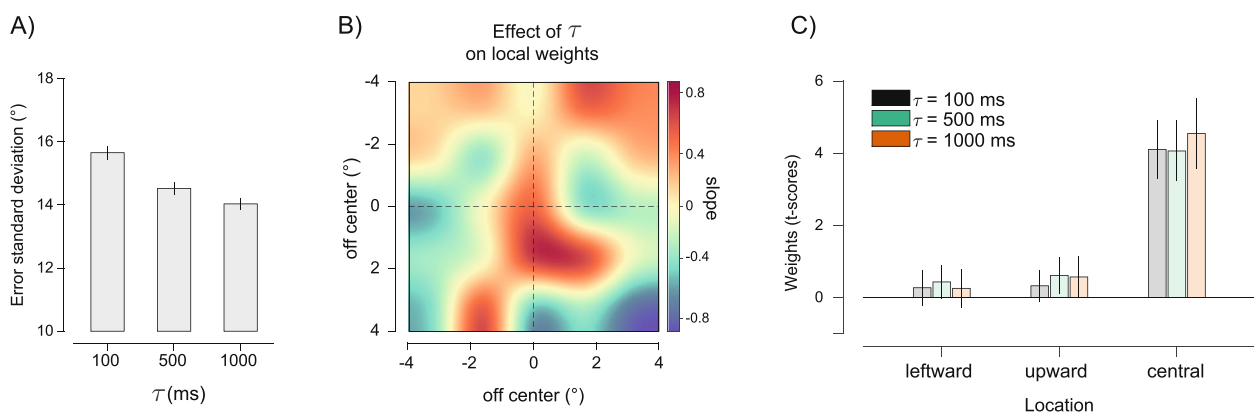 A)
Error standard deviation (°)
18
16
14
12
10
100 500 1000
τ (ms)
B)
Effect of τ
on local weights
off center (°)
-4
-2
0
2
4
-4 -2 0 2 4
off center (°)
0.8
0.4
0
-0.4
-0.8
slope
C)
Weights (t-scores)
6
4
2
0
τ = 100 ms
τ = 500 ms
τ = 1000 ms
leftward upward central
Location